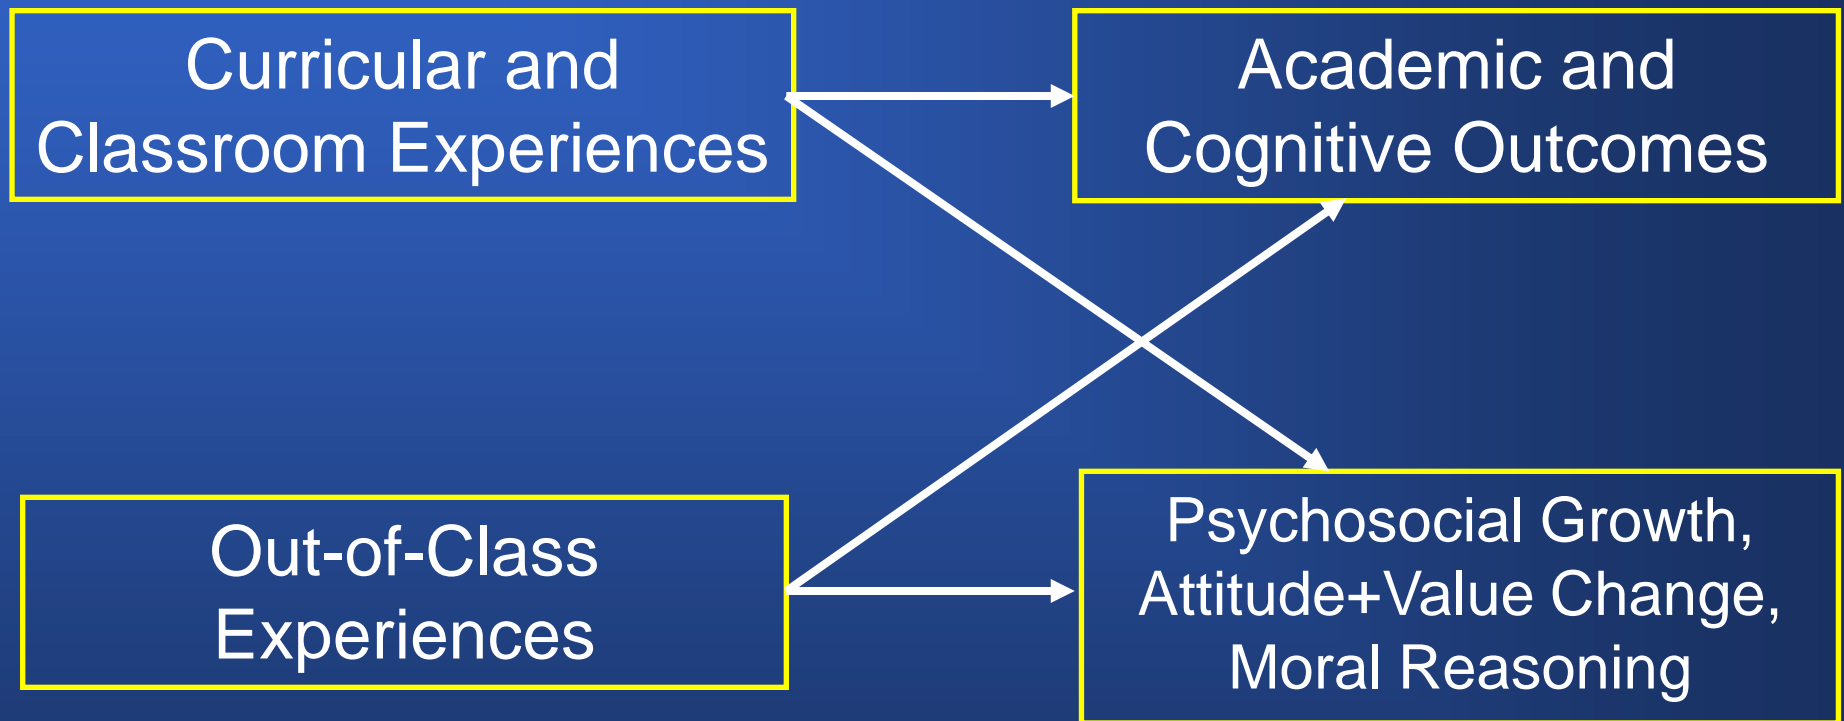 Curricular and
Classroom Experiences
Academic and
Cognitive Outcomes
Out-of-Class
Experiences
Psychosocial Growth,
Attitude+Value Change,
Moral Reasoning